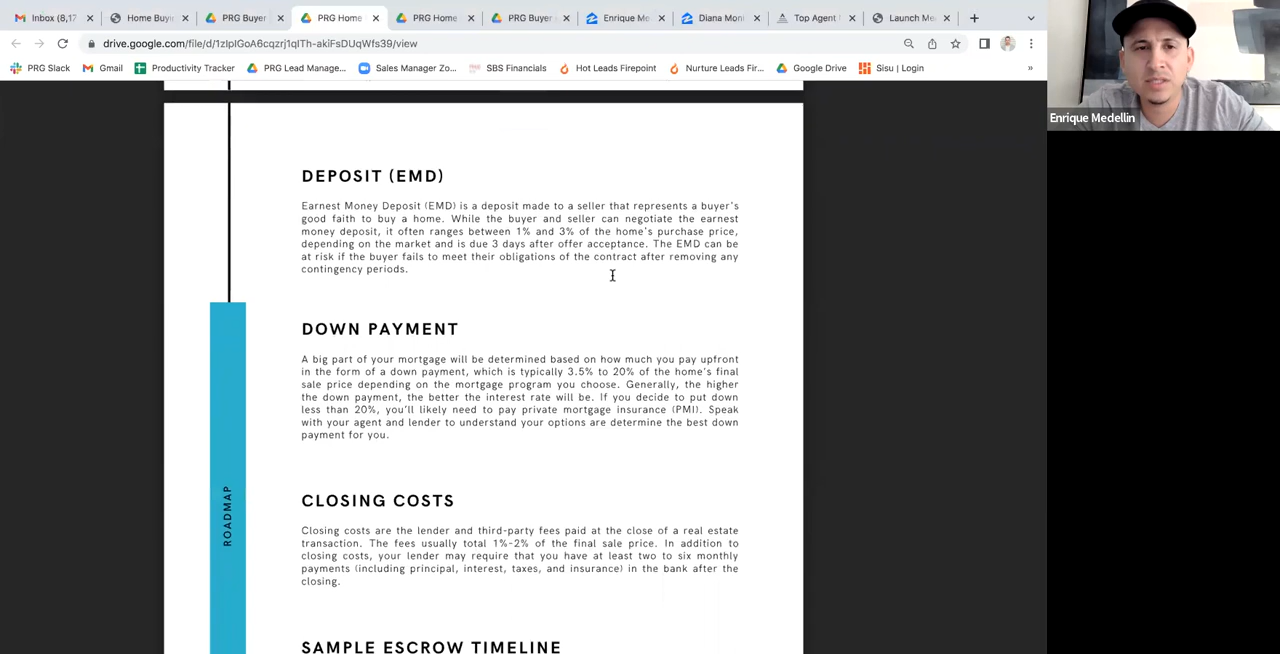 Inbox (8,17
Home Buyi
PRG Buyer
PRG Home
PRG Home
PRG Buyer
Enrique Me
Diana Moni
Top Agent
Launch Me
drive.google.com/file/d/1zIpIGoA6cqzrj1qITh-akiFsDUqWfs39/view
PRG Slack
Gmail
Productivity Tracker
PRG Lead Manage...
Sales Manager Zo...
SBS Financials
Hot Leads Firepoint
Nurture Leads Fir...
Google Drive
Sisu | Login
»
Enrique Medellin
DEPOSIT (EMD)
Earnest Money Deposit (EMD) is a deposit made to a seller that represents a buyer's
good faith to buy a home. While the buyer and seller can negotiate the earnest
money deposit, it often ranges between 1% and 3% of the home's purchase price,
depending on the market and is due 3 days after offer acceptance. The EMD can be
at risk if the buyer fails to meet their obligations of the contract after removing any
contingency periods.
DOWN PAYMENT
A big part of your mortgage will be determined based on how much you pay upfront
in the form of a down payment, which is typically 3.5% to 20% of the home's final
sale price depending on the mortgage program you choose. Generally, the higher
the down payment, the better the interest rate will be. If you decide to put down
less than 20%, you'll likely need to pay private mortgage insurance (PMI). Speak
with your agent and lender to understand your options are determine the best down
payment for you.
CLOSING COSTS
Closing costs are the lender and third-party fees paid at the close of a real estate
transaction. The fees usually total 1%-2% of the final sale price. In addition to
closing costs, your lender may require that you have at least two to six monthly
payments (including principal, interest, taxes, and insurance) in the bank after the
closing.
ROADMAP
SAMPLE ESCROW TIMELINE